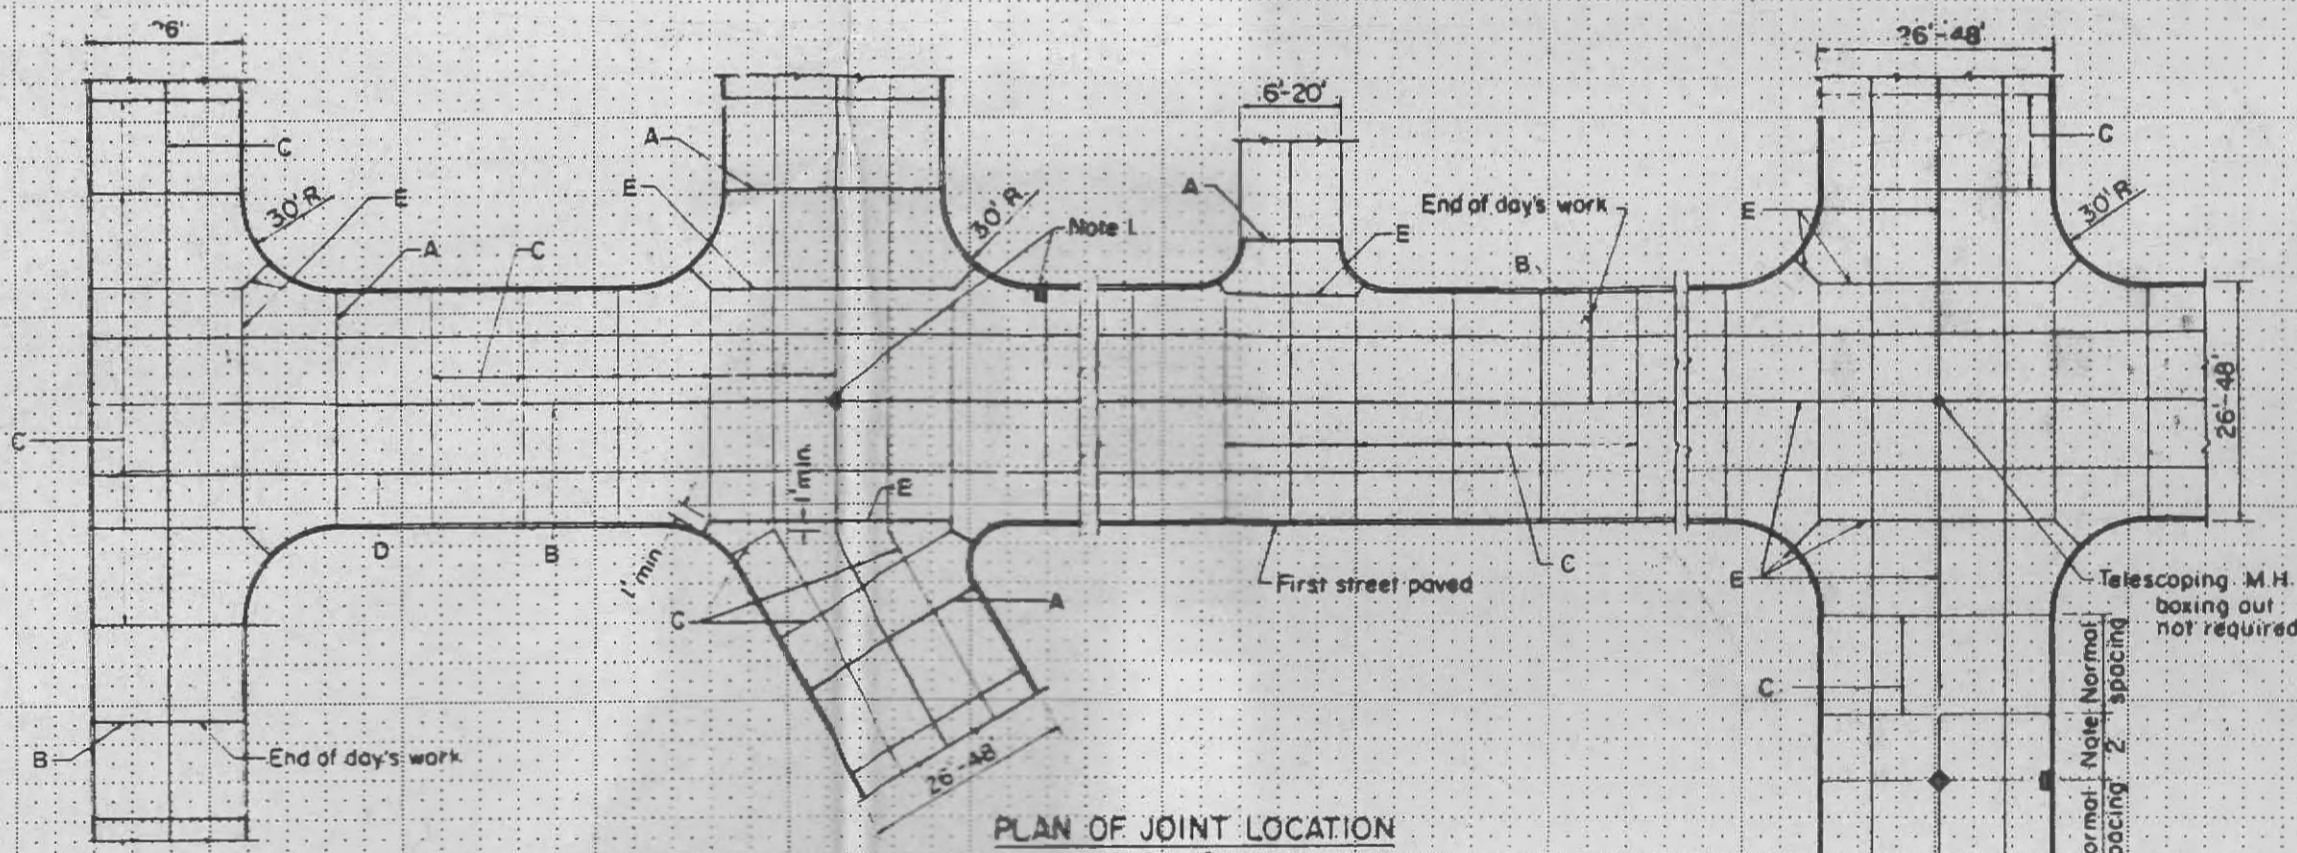 26'
26'-48'
6'-20'
C
A
A
C
E
30' R
E
30' R
E
A
C
Note 1.
End of day's work
E
B
E
30' R
C
1' min.
E
26'-48'
D
B
1' min
C
A
First street paved
C
E
Telescoping M.H.
boxing out
not required
C
B
End of day's work
26'-48
Note Normal
2 spacing
PLAN OF JOINT LOCATION